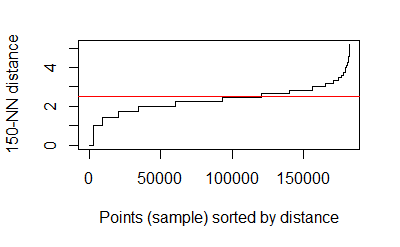 150-NN distance
4
2
0
0 50000 100000 150000
Points (sample) sorted by distance